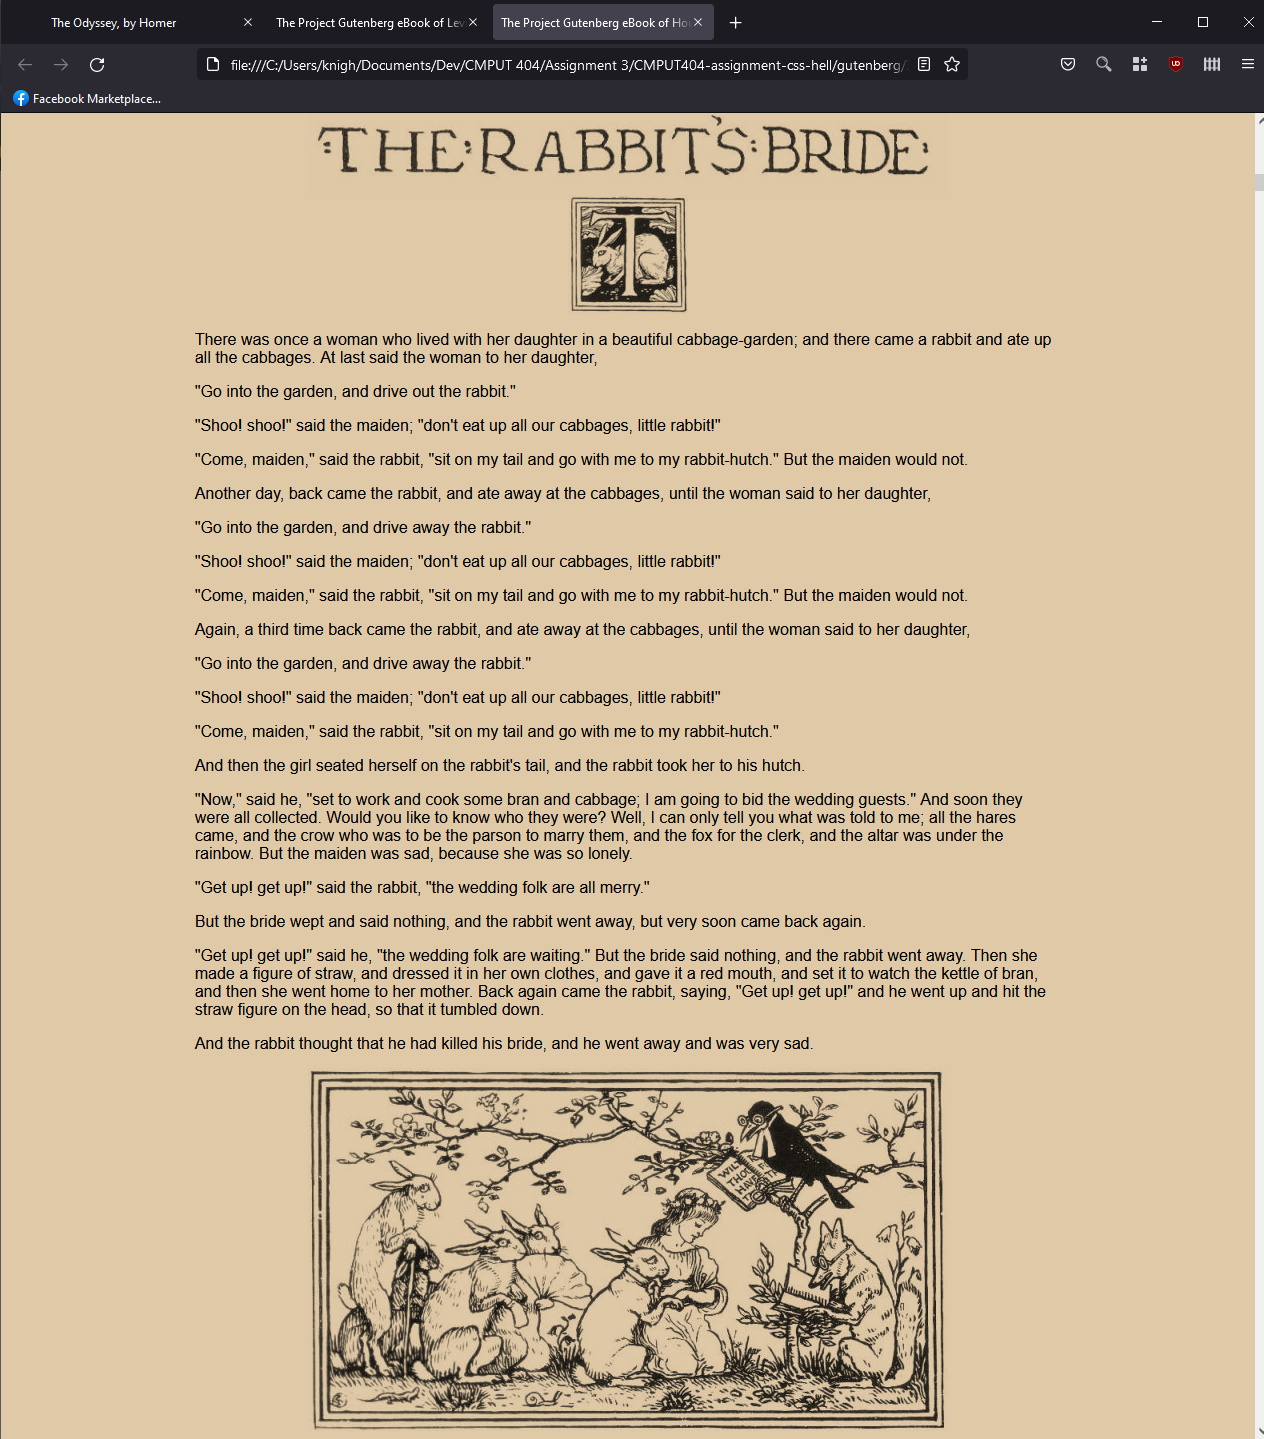 The Odyssey, by Homer
The Project Gutenberg eBook of Lev
The Project Gutenberg eBook of Ho
file:///C:/Users/knigh/Documents/Dev/CMPUT 404/Assignment 3/CMPUT404-assignment-css-hell/gutenberg/
Facebook Marketplace...
THE RABBIT'S BRIDE
T
There was once a woman who lived with her daughter in a beautiful cabbage-garden; and there came a rabbit and ate up
all the cabbages. At last said the woman to her daughter,
"Go into the garden, and drive out the rabbit."
"Shoo! shoo!" said the maiden; "don't eat up all our cabbages, little rabbit!"
"Come, maiden," said the rabbit, "sit on my tail and go with me to my rabbit-hutch." But the maiden would not.
Another day, back came the rabbit, and ate away at the cabbages, until the woman said to her daughter,
"Go into the garden, and drive away the rabbit."
"Shoo! shoo!" said the maiden; "don't eat up all our cabbages, little rabbit!"
"Come, maiden," said the rabbit, "sit on my tail and go with me to my rabbit-hutch." But the maiden would not.
Again, a third time back came the rabbit, and ate away at the cabbages, until the woman said to her daughter,
"Go into the garden, and drive away the rabbit."
"Shoo! shoo!" said the maiden; "don't eat up all our cabbages, little rabbit!"
"Come, maiden," said the rabbit, "sit on my tail and go with me to my rabbit-hutch."
And then the girl seated herself on the rabbit's tail, and the rabbit took her to his hutch.
"Now," said he, "set to work and cook some bran and cabbage; I am going to bid the wedding guests." And soon they
were all collected. Would you like to know who they were? Well, I can only tell you what was told to me; all the hares
came, and the crow who was to be the parson to marry them, and the fox for the clerk, and the altar was under the
rainbow. But the maiden was sad, because she was so lonely.
"Get up! get up!" said the rabbit, "the wedding folk are all merry."
But the bride wept and said nothing, and the rabbit went away, but very soon came back again.
"Get up! get up!" said he, "the wedding folk are waiting." But the bride said nothing, and the rabbit went away. Then she
made a figure of straw, and dressed it in her own clothes, and gave it a red mouth, and set it to watch the kettle of bran,
and then she went home to her mother. Back again came the rabbit, saying, "Get up! get up!" and he went up and hit the
straw figure on the head, so that it tumbled down.
And the rabbit thought that he had killed his bride, and he went away and was very sad.
WILT
THOU
HAVE